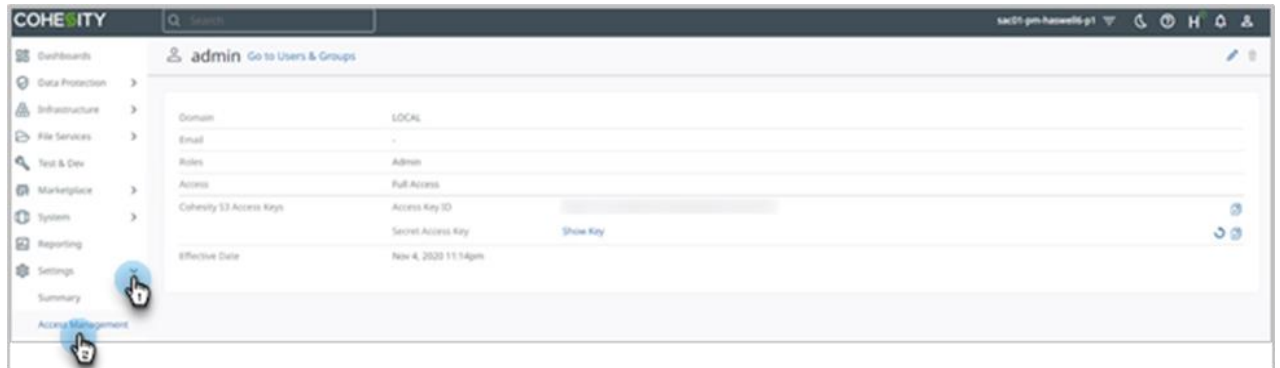 COHESITY
Search
sac01-pm-haswell6-p1
H
Dashboards
admin Go to Users & Groups
Data Protection
Infrastructure
Domain LOCAL
File Services
Email -
Test & Dev
Roles Admin
Marketplace
Access Full Access
Cohesity S3 Access Keys Access Key ID
System
Secret Access Key Show Key
Reporting
Effective Date Nov 4, 2020 11:14pm
Settings
1
Summary
Access Management
2